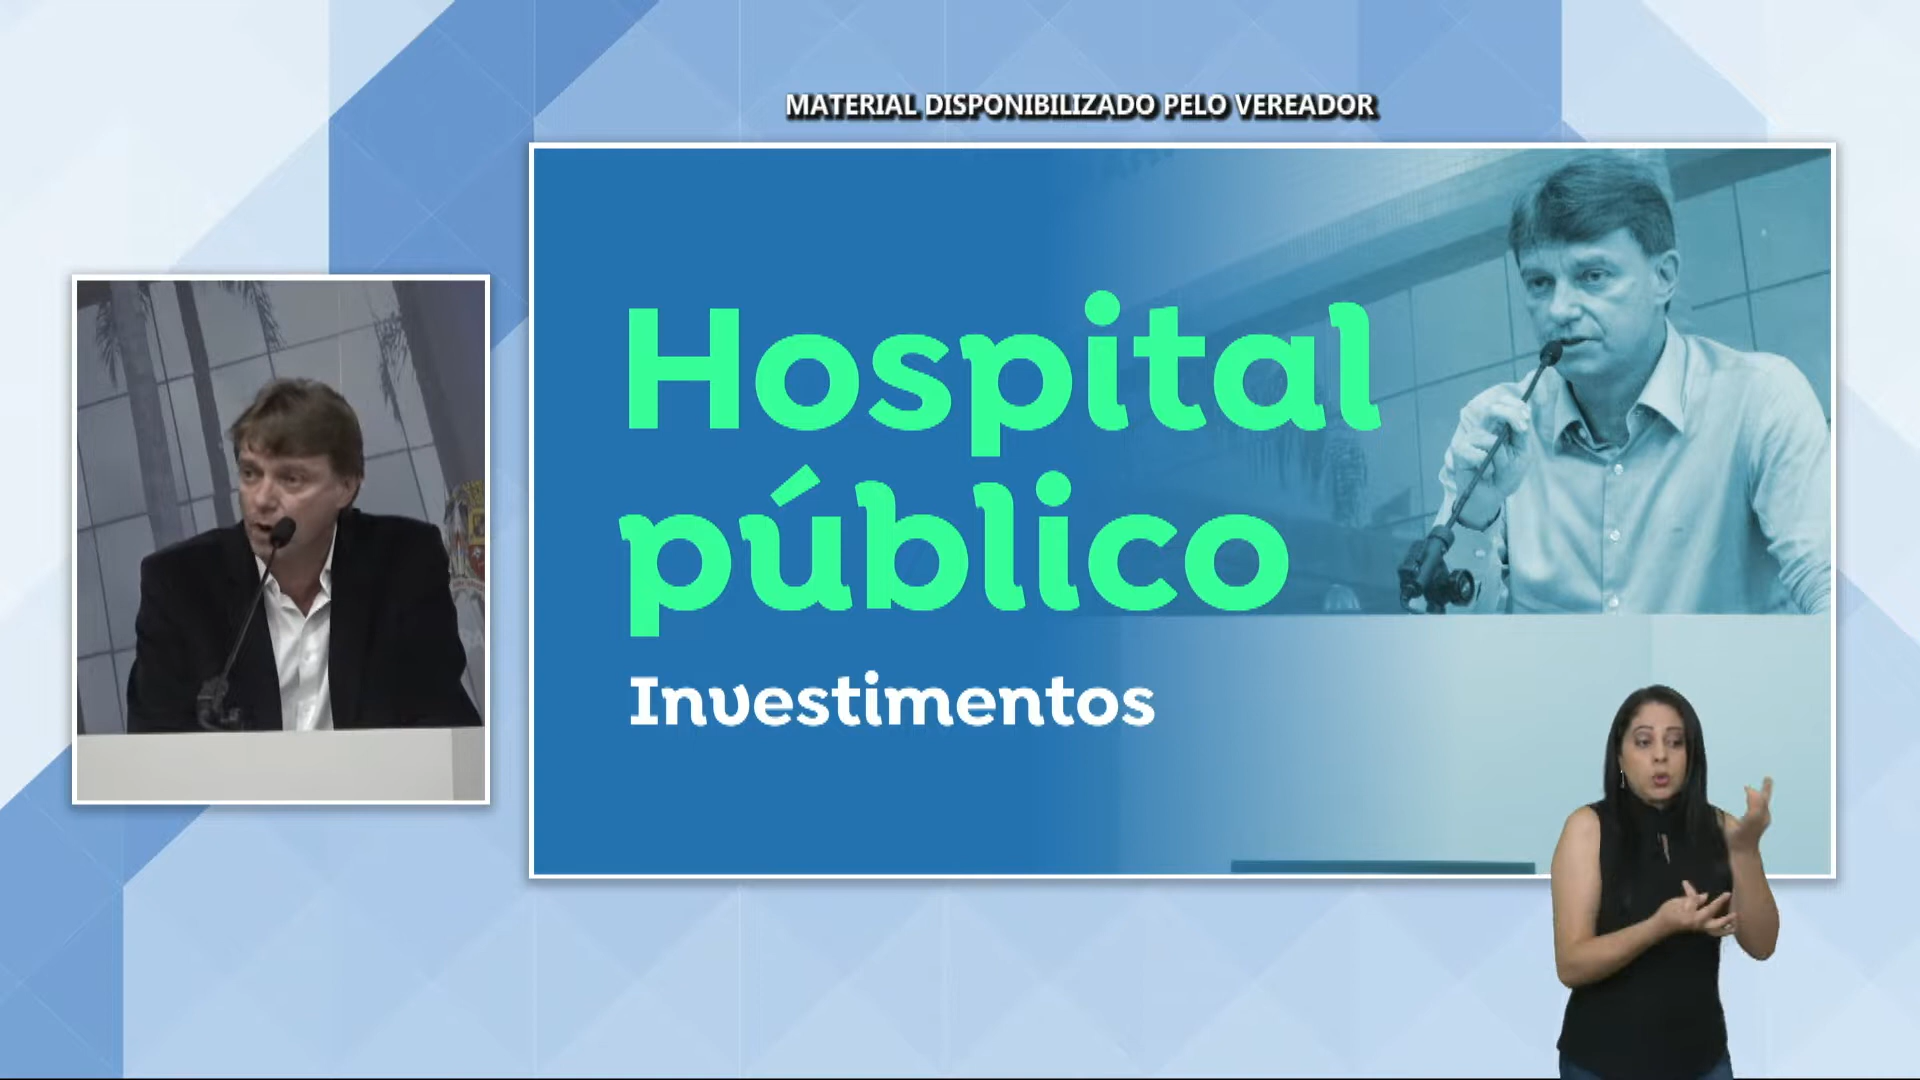 MATERIAL DISPONIBILIZADO PELO VEREADOR
Hospital
público
Investimentos